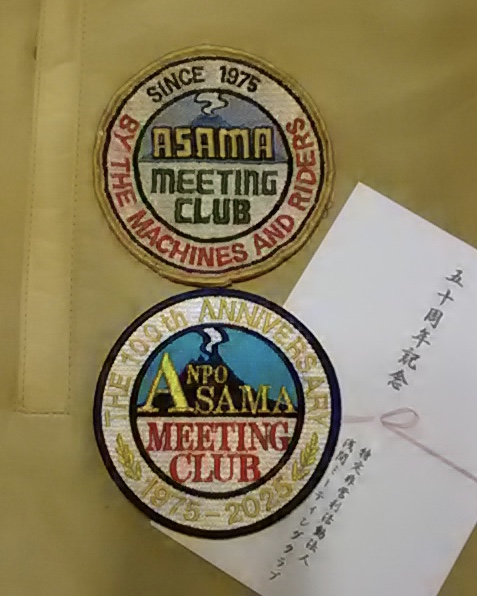 SINCE 1975
ASAMA
MEETING
CLUB
BY THE MACHINES AND RIDERS
THE 100th ANNIVERSARY
NPO
ASAMA
MEETING
CLUB
1975-2025
五十周年記念
特定非営利活動法人
浅間ミーティングクラブ